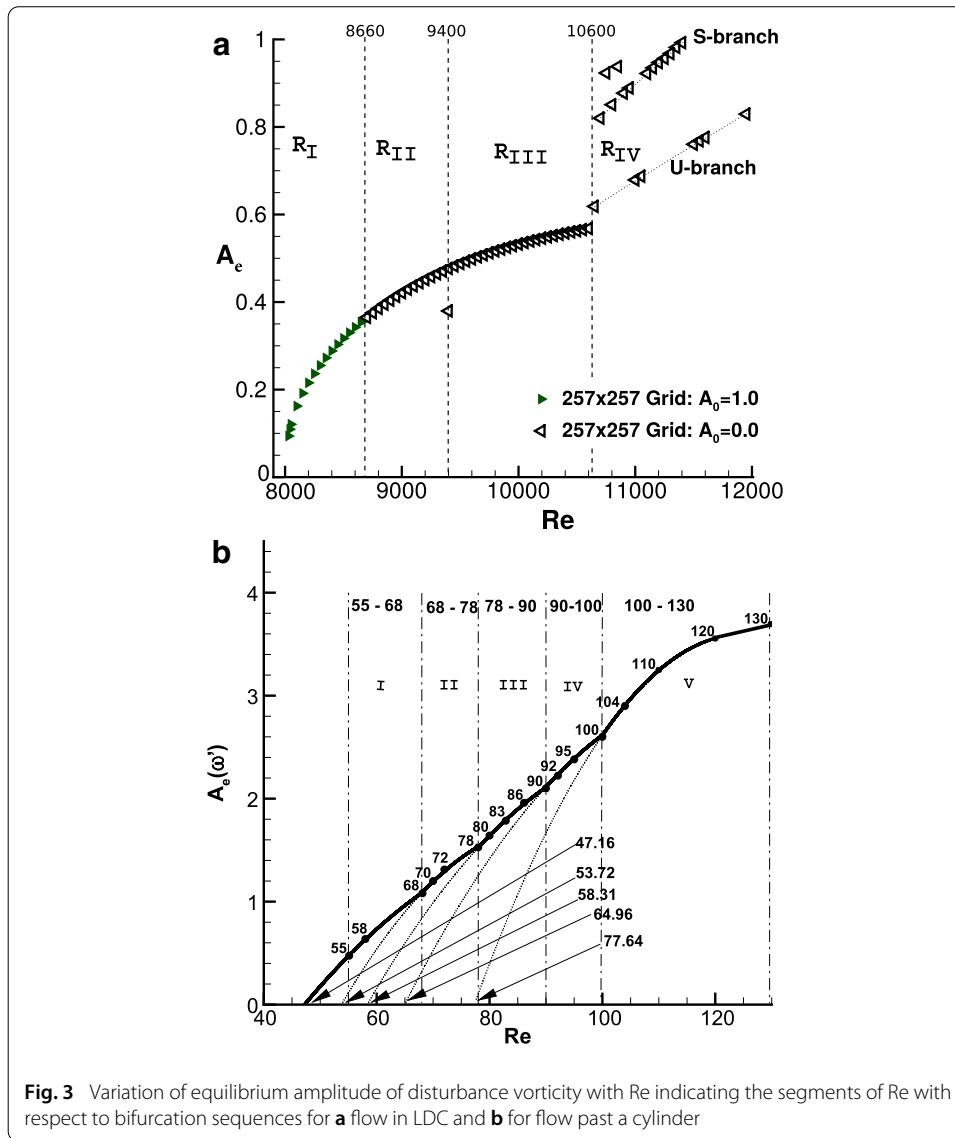 a
8660 9400 10600
1
0.8
0.6
0.4
0.2
0
Ae
R_I R_II R_III R_IV
S-branch
U-branch
257x257 Grid: A₀=1.0
257x257 Grid: A₀=0.0
8000 9000 10000 11000 12000
Re
b
4
3
2
1
0
Ae(ω')
55 - 68 68 - 78 78 - 90 90-100 100 - 130
I II III IV V
55 58 68 70 72 78 80 83 86 90 92 95 100 104 110 120 130
47.16
53.72
58.31
64.96
77.64
40 60 80 100 120
Re
Fig. 3 Variation of equilibrium amplitude of disturbance vorticity with Re indicating the segments of Re with
respect to bifurcation sequences for a flow in LDC and b for flow past a cylinder